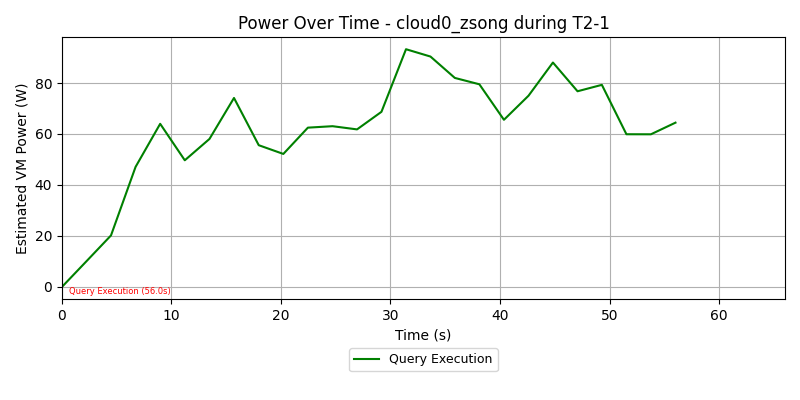 Power Over Time - cloud0_zsong during T2-1
Estimated VM Power (W)
80
60
40
20
0
Query Execution (56.0s)
0 10 20 30 40 50 60
Time (s)
Query Execution